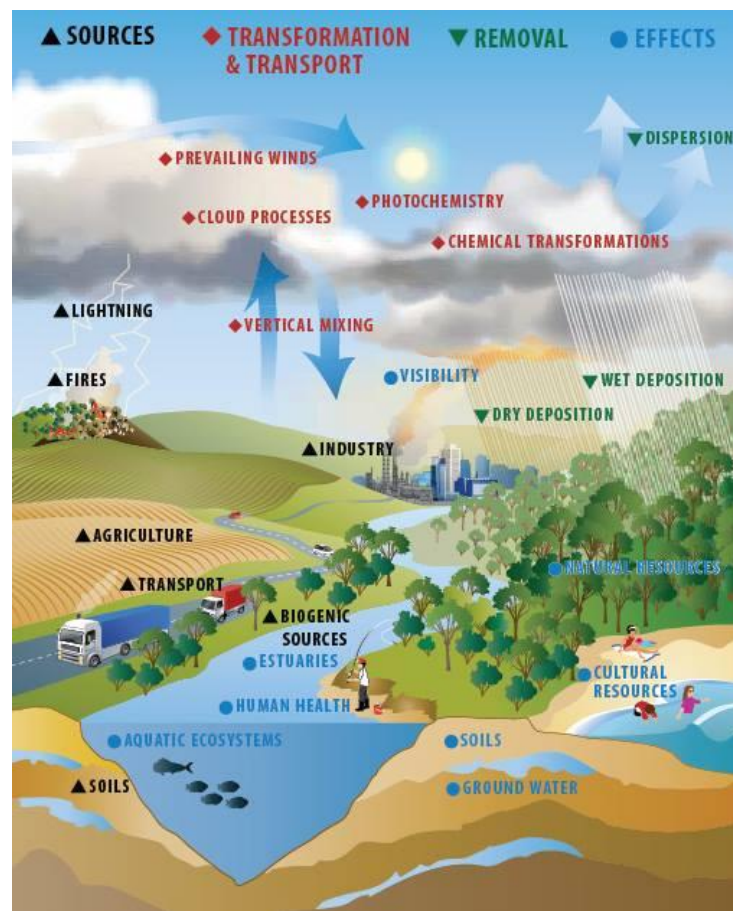 ▲ SOURCES
◆ TRANSFORMATION
& TRANSPORT
▼ REMOVAL
● EFFECTS
▼ DISPERSION
◆ PREVAILING WINDS
◆ PHOTOCHEMISTRY
◆ CLOUD PROCESSES
◆ CHEMICAL TRANSFORMATIONS
▲ LIGHTNING
◆ VERTICAL MIXING
▲ FIRES
● VISIBILITY
▼ WET DEPOSITION
▼ DRY DEPOSITION
▲ INDUSTRY
▲ AGRICULTURE
● NATURAL RESOURCES
▲ TRANSPORT
▲ BIOGENIC
SOURCES
● ESTUARIES
● CULTURAL
RESOURCES
● HUMAN HEALTH
● AQUATIC ECOSYSTEMS
● SOILS
▲ SOILS
● GROUND WATER